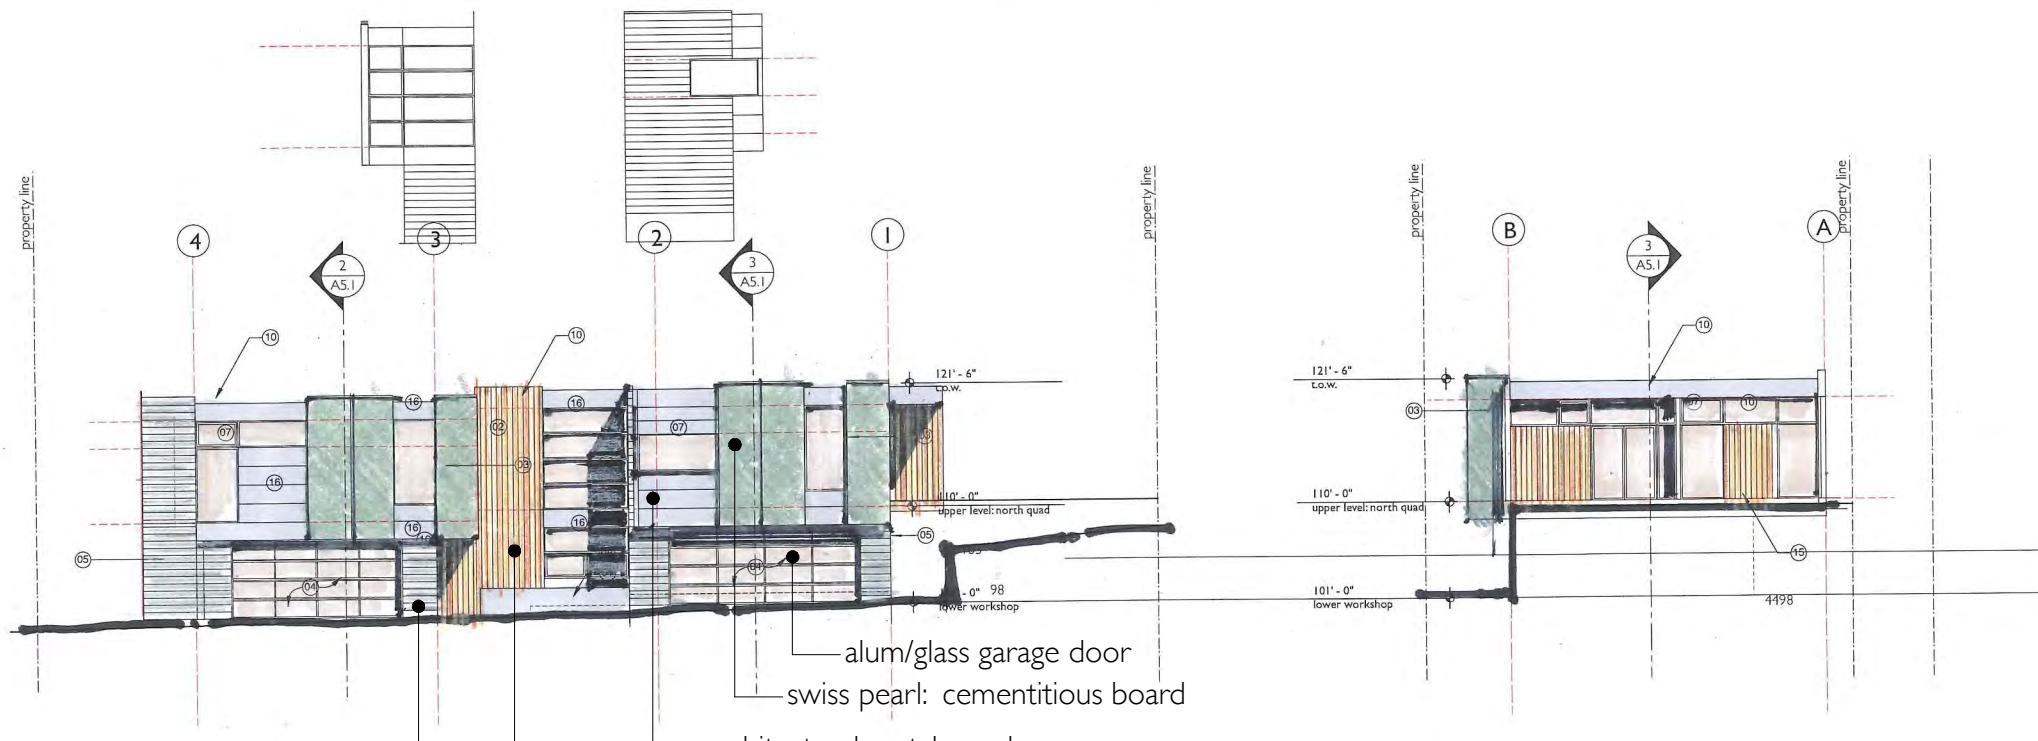 property line
4
3
2
1
property line
property line
B
A
property line
2
A5.1
3
A5.1
3
A5.1
10
10
10
121' - 6"
t.o.w.
121' - 6"
t.o.w.
03
16
16
07
02
07
07
10
03
16
16
16
110' - 0"
upper level: north quad
110' - 0"
upper level: north quad
05
05
15
04
04
98
- 0"
lower workshop
101' - 0"
lower workshop
4498
alum/glass garage door
swiss pearl: cementitious board